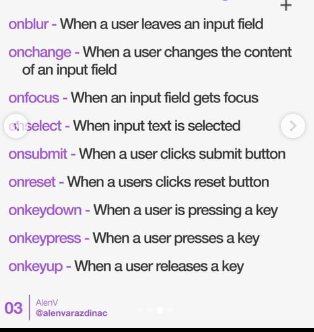 onblur - When a user leaves an input field
onchange - When a user changes the content
of an input field
onfocus - When an input field gets focus
onselect - When input text is selected
onsubmit - When a user clicks submit button
onreset - When a users clicks reset button
onkeydown - When a user is pressing a key
onkeypress - When a user presses a key
onkeyup - When a user releases a key
03
AlenV
@alenvarazdinac